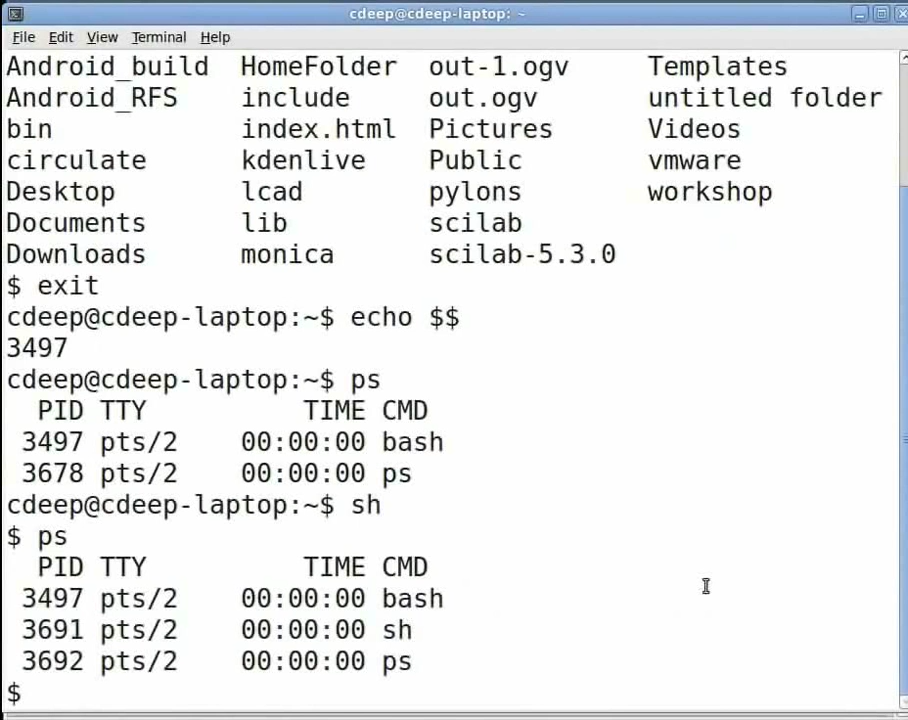 cdeep@cdeep-laptop: ~
File Edit View Terminal Help
Android_build HomeFolder out-1.ogv Templates
Android_RFS include out.ogv untitled folder
bin index.html Pictures Videos
circulate kdenlive Public vmware
Desktop lcad pylons workshop
Documents lib scilab
Downloads monica scilab-5.3.0
$ exit
cdeep@cdeep-laptop:~$ echo $$
3497
cdeep@cdeep-laptop:~$ ps
PID TTY TIME CMD
3497 pts/2 00:00:00 bash
3678 pts/2 00:00:00 ps
cdeep@cdeep-laptop:~$ sh
$ ps
PID TTY TIME CMD
3497 pts/2 00:00:00 bash
3691 pts/2 00:00:00 sh
3692 pts/2 00:00:00 ps
$